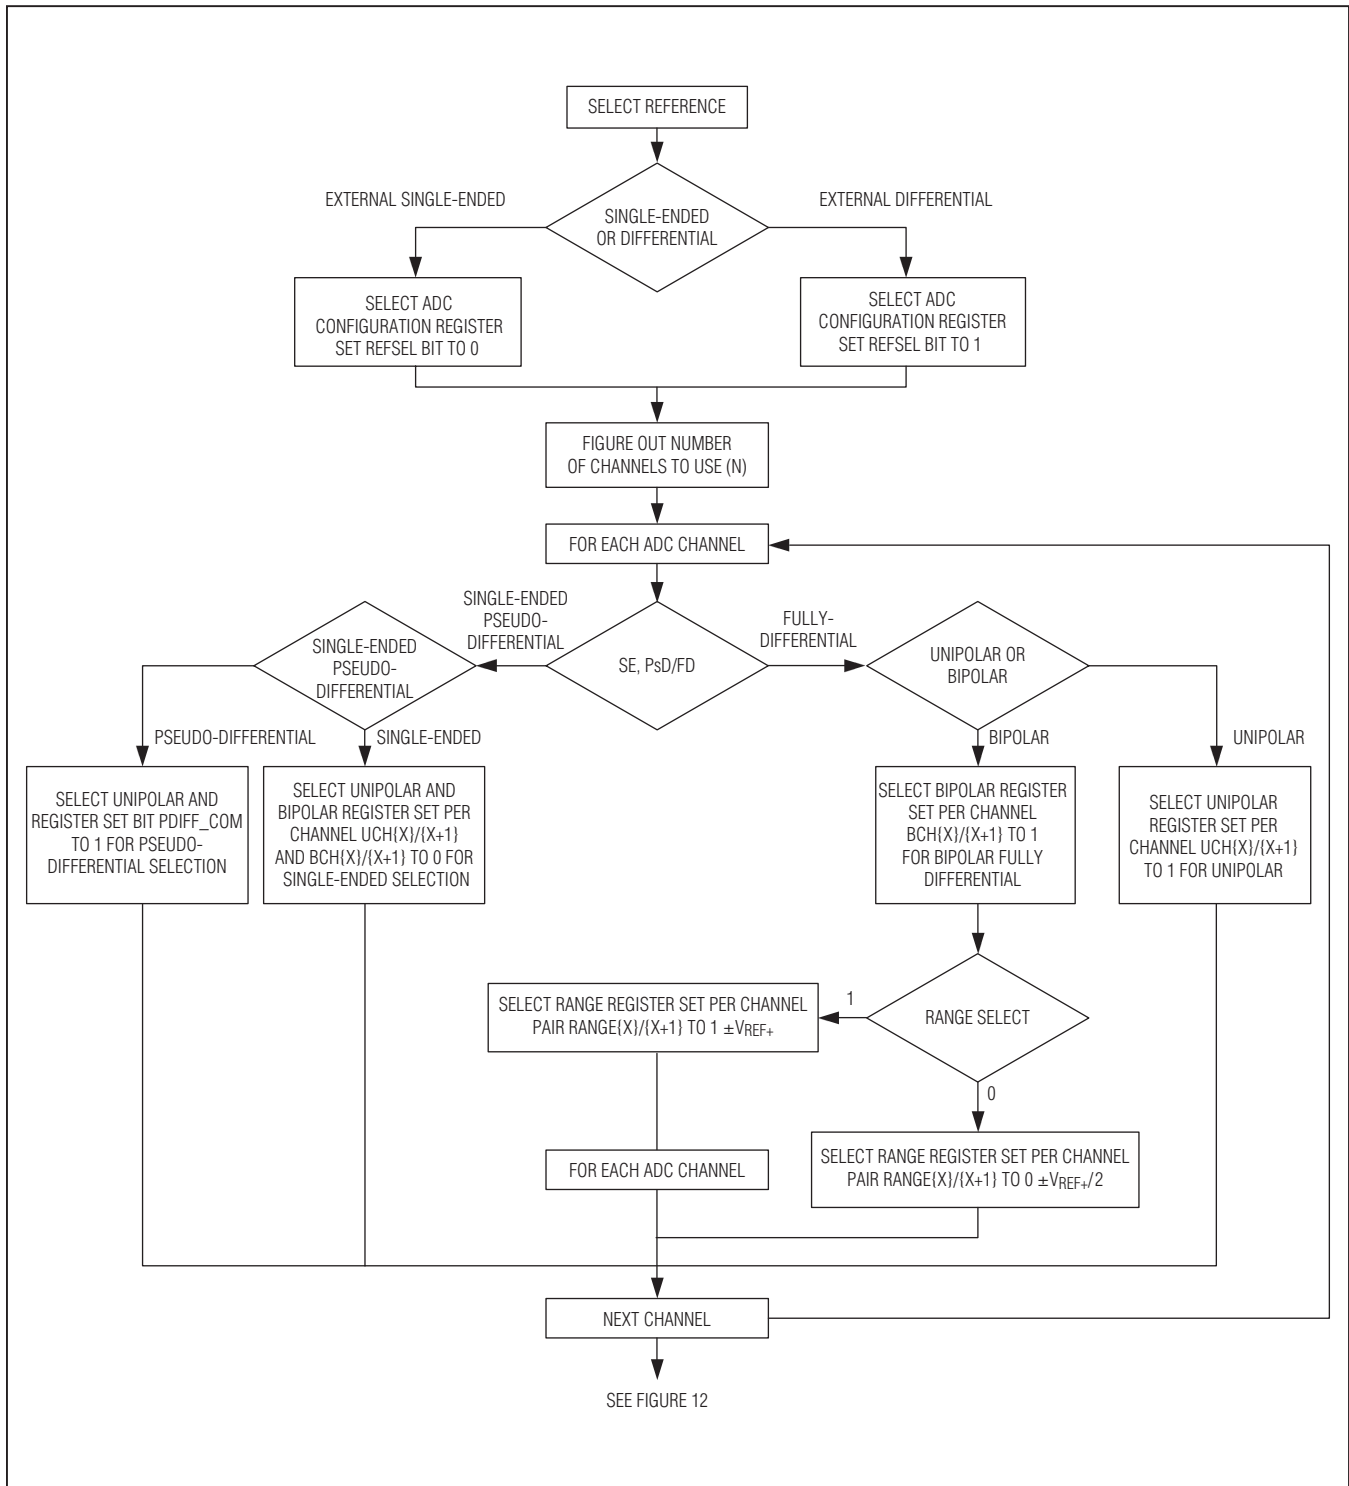 SELECT REFERENCE
EXTERNAL SINGLE-ENDED
EXTERNAL DIFFERENTIAL
SINGLE-ENDED
OR DIFFERENTIAL
SELECT ADC
CONFIGURATION REGISTER
SET REFSEL BIT TO 0
SELECT ADC
CONFIGURATION REGISTER
SET REFSEL BIT TO 1
FIGURE OUT NUMBER
OF CHANNELS TO USE (N)
FOR EACH ADC CHANNEL
SINGLE-ENDED
PSEUDO-
DIFFERENTIAL
FULLY-
DIFFERENTIAL
SINGLE-ENDED
PSEUDO-
DIFFERENTIAL
SE, PsD/FD
UNIPOLAR OR
BIPOLAR
PSEUDO-DIFFERENTIAL
SINGLE-ENDED
BIPOLAR
UNIPOLAR
SELECT UNIPOLAR AND
REGISTER SET BIT PDIFF_COM
TO 1 FOR PSEUDO-
DIFFERENTIAL SELECTION
SELECT UNIPOLAR AND
BIPOLAR REGISTER SET PER
CHANNEL UCH{X}/{X+1}
AND BCH{X}/{X+1} TO 0 FOR
SINGLE-ENDED SELECTION
SELECT BIPOLAR REGISTER
SET PER CHANNEL
BCH{X}/{X+1} TO 1
FOR BIPOLAR FULLY
DIFFERENTIAL
SELECT UNIPOLAR
REGISTER SET PER
CHANNEL UCH{X}/{X+1}
TO 1 FOR UNIPOLAR
SELECT RANGE REGISTER SET PER CHANNEL
PAIR RANGE{X}/{X+1} TO 1 ±VREF+
1
RANGE SELECT
0
FOR EACH ADC CHANNEL
SELECT RANGE REGISTER SET PER CHANNEL
PAIR RANGE{X}/{X+1} TO 0 ±VREF+/2
NEXT CHANNEL
SEE FIGURE 12